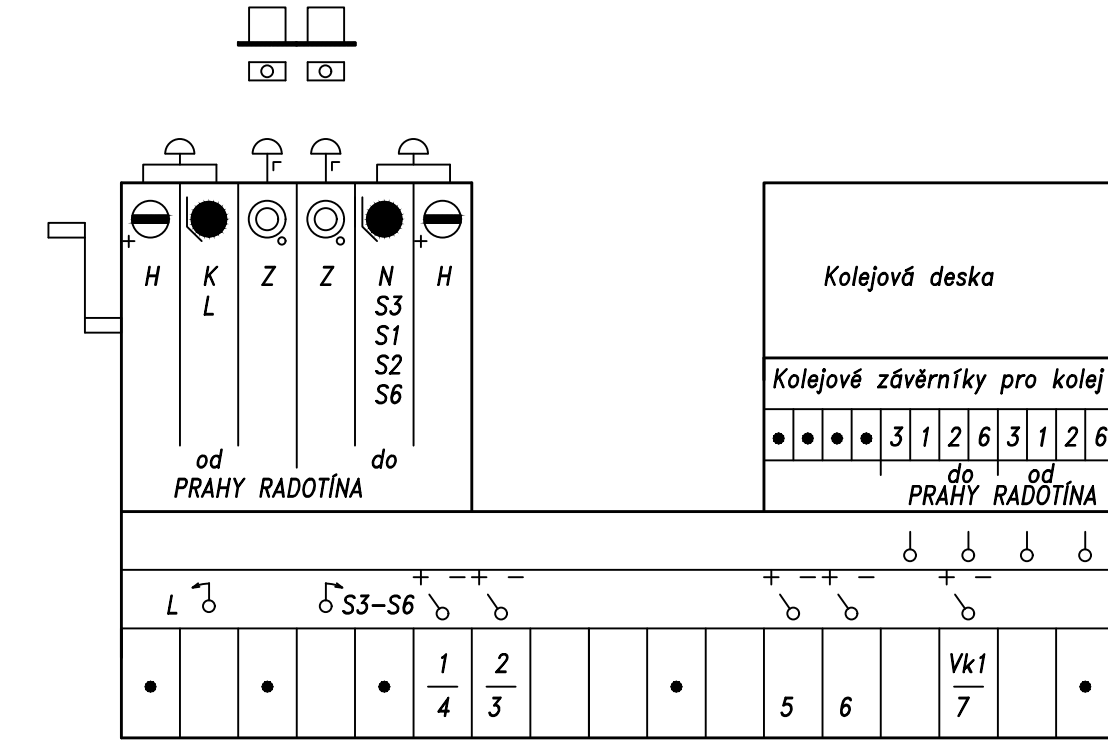 H K Z Z N H
L S3
S1
S2
S6
od do
PRAHY RADOTÍNA
Kolejová deska
Kolejové závěrníky pro kolej
3 1 2 6 3 1 2 6
do od
PRAHY RADOTÍNA
+ - + - + - + - + -
L S3-S6
1 2 Vk1
4 3 5 6 7